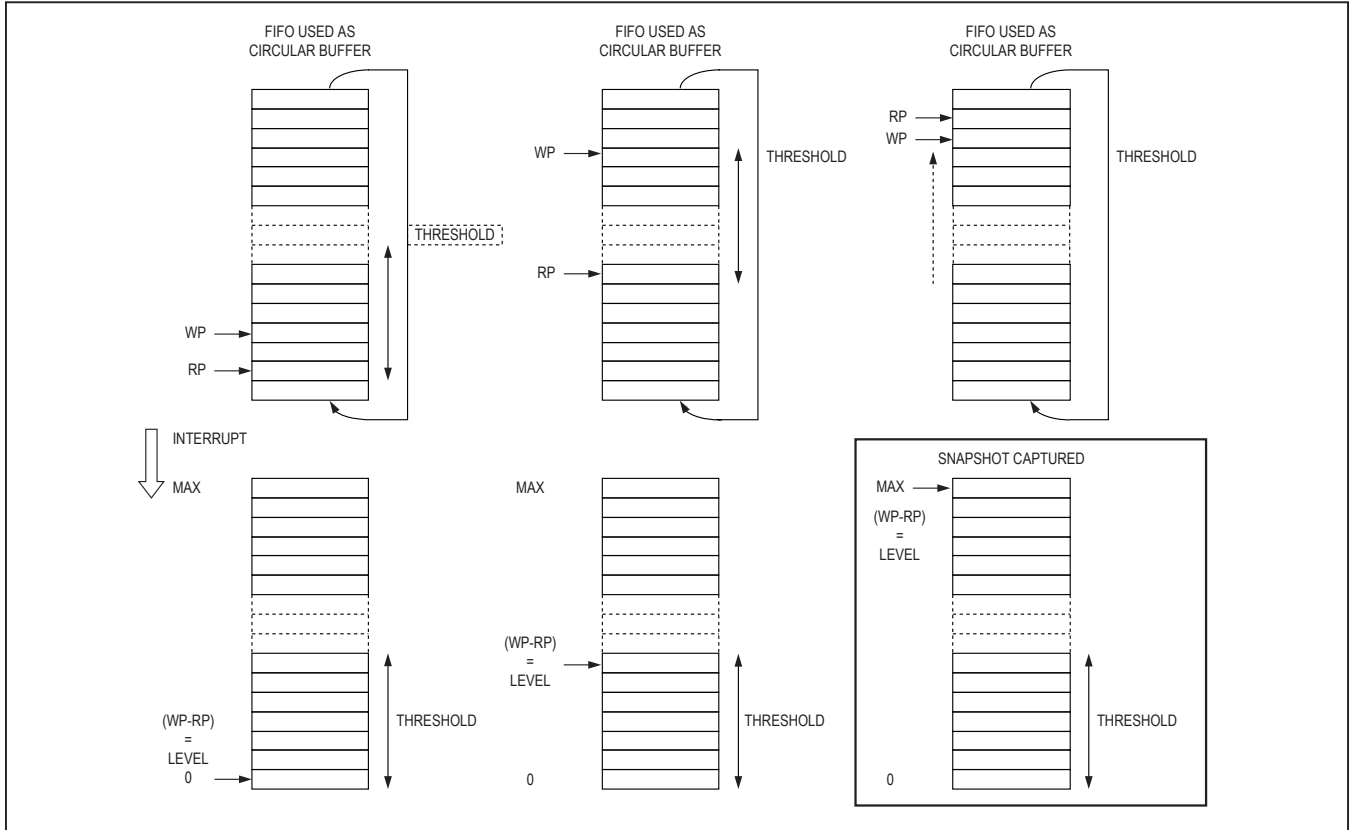 FIFO USED AS
CIRCULAR BUFFER
THRESHOLD
WP
RP
FIFO USED AS
CIRCULAR BUFFER
WP
THRESHOLD
RP
FIFO USED AS
CIRCULAR BUFFER
RP
WP
THRESHOLD
INTERRUPT
MAX
(WP-RP)
=
LEVEL
0
THRESHOLD
MAX
(WP-RP)
=
LEVEL
0
THRESHOLD
SNAPSHOT CAPTURED
MAX
(WP-RP)
=
LEVEL
0
THRESHOLD